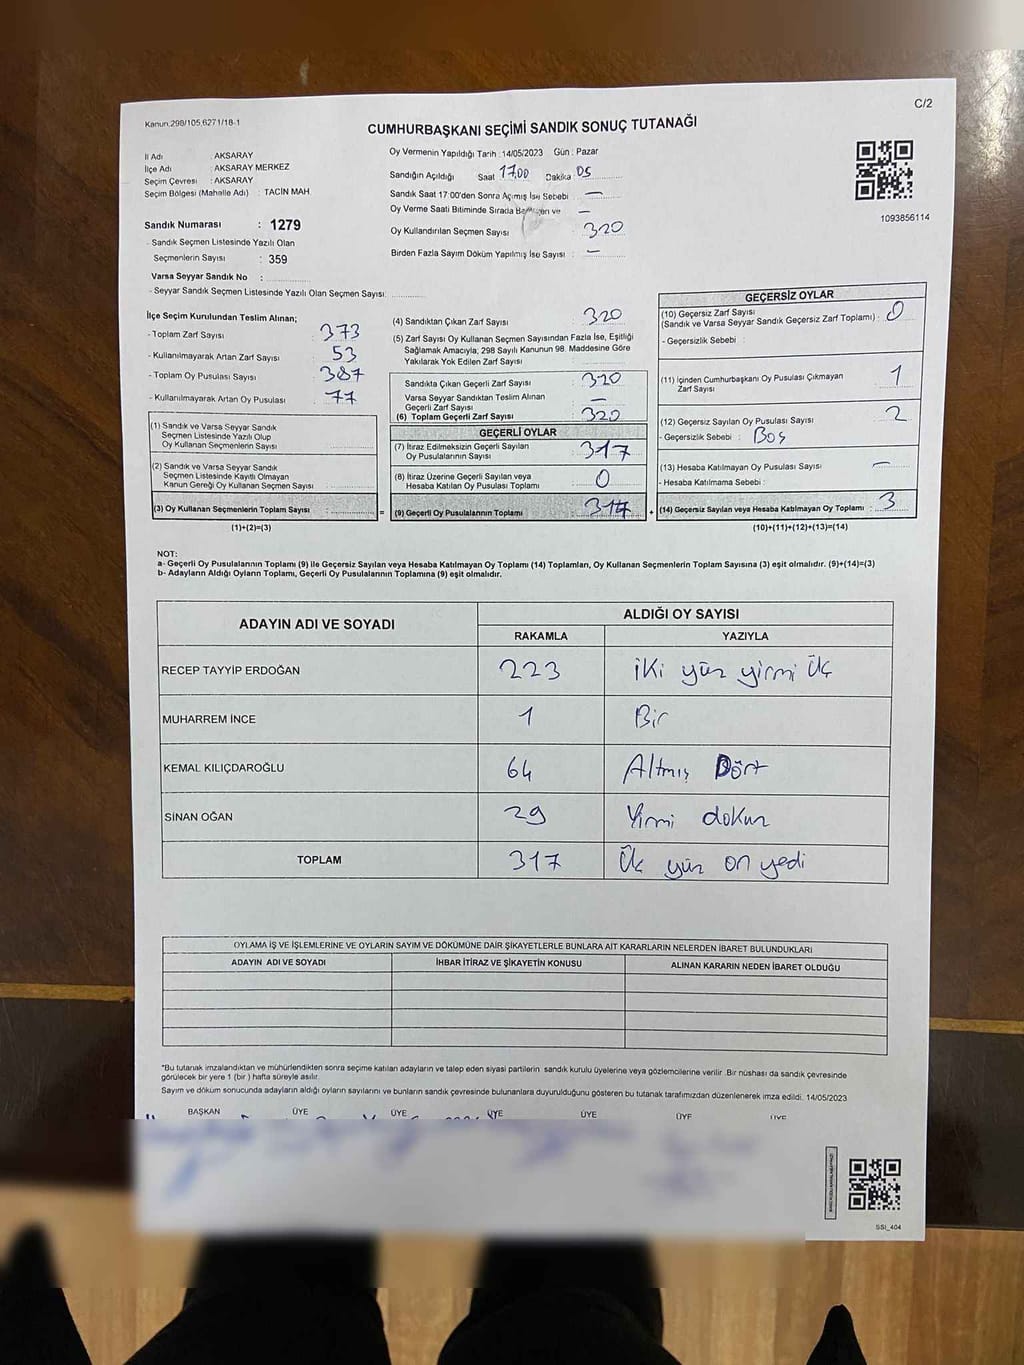 C/2
Kanun.298/105,6271/18-1
CUMHURBAŞKANI SEÇİMİ SANDIK SONUÇ TUTANAĞI
İl Adı : AKSARAY
İlçe Adı : AKSARAY MERKEZ
Seçim Çevresi : AKSARAY
Seçim Bölgesi (Mahalle Adı) : TACİN MAH.
Sandık Numarası : 1279
- Sandık Seçmen Listesinde Yazılı Olan
Seçmenlerin Sayısı : 359
Varsa Seyyar Sandık No :
- Seyyar Sandık Seçmen Listesinde Yazılı Olan Seçmen Sayısı:
Oy Vermenin Yapıldığı Tarih :14/05/2023 Gün : Pazar
Sandığın Açıldığı Saat 17.00 Dakika 05
Sandık Saat 17:00'den Sonra Açımış İse Sebebi : —
Oy Verme Saati Bitiminde Sırada ve —
Oy Kullandırılan Seçmen Sayısı : 320
Birden Fazla Sayım Döküm Yapılmış İse Sayısı : —
1093856114
İlçe Seçim Kurulundan Teslim Alınan;
- Toplam Zarf Sayısı : 373
- Kullanılmayarak Artan Zarf Sayısı : 53
- Toplam Oy Pusulası Sayısı : 387
- Kullanılmayarak Artan Oy Pusulası : 77
(1) Sandık ve Varsa Seyyar Sandık
Seçmen Listesinde Yazılı Olup
Oy Kullanan Seçmenlerin Sayısı
(2) Sandık ve Varsa Seyyar Sandık
Seçmen Listesinde Kayıtlı Olmayan
Kanun Gereği Oy Kullanan Seçmen Sayısı
(3) Oy Kullanan Seçmenlerin Toplam Sayısı : =
(1)+(2)=(3)
(4) Sandıktan Çıkan Zarf Sayısı : 320
(5) Zarf Sayısı Oy Kullanan Seçmen Sayısından Fazla İse, Eşitliği
Sağlamak Amacıyla, 298 Sayılı Kanunun 98. Maddesine Göre
Yakılarak Yok Edilen Zarf Sayısı
Sandıkta Çıkan Geçerli Zarf Sayısı : 320
Varsa Seyyar Sandıktan Teslim Alınan
Geçerli Zarf Sayısı : —
(6) Toplam Geçerli Zarf Sayısı : 320
GEÇERLİ OYLAR
(7) İtiraz Edilmeksizin Geçerli Sayılan
Oy Pusulalarının Sayısı : 317
(8) İtiraz Üzerine Geçerli Sayılan veya
Hesaba Katılan Oy Pusulası Toplamı : 0
(9) Geçerli Oy Pusulalarının Toplamı : 317 +
GEÇERSİZ OYLAR
(10) Geçersiz Zarf Sayısı
(Sandık ve Varsa Seyyar Sandık Geçersiz Zarf Toplamı) : 0
- Geçersizlik Sebebi :
(11) İçinden Cumhurbaşkanı Oy Pusulası Çıkmayan
Zarf Sayısı : 1
(12) Geçersiz Sayılan Oy Pusulası Sayısı : 2
- Geçersizlik Sebebi : Boş
(13) Hesaba Katılmayan Oy Pusulası Sayısı : —
- Hesaba Katılmama Sebebi :
(14) Geçersiz Sayılan veya Hesaba Katılmayan Oy Toplamı : 3
(10)+(11)+(12)+(13)=(14)
NOT:
a- Geçerli Oy Pusulalarının Toplamı (9) ile Geçersiz Sayılan veya Hesaba Katılmayan Oy Toplamı (14) Toplamları, Oy Kullanan Seçmenlerin Toplam Sayısına (3) eşit olmalıdır. (9)+(14)=(3)
b- Adayların Aldığı Oyların Toplamı, Geçerli Oy Pusulalarının Toplamına (9) eşit olmalıdır.
ADAYIN ADI VE SOYADI ALDIĞI OY SAYISI
RAKAMLA YAZIYLA
RECEP TAYYİP ERDOĞAN 223 iki yüz yirmi üç
MUHARREM İNCE 1 Bir
KEMAL KILIÇDAROĞLU 64 Altmış Dört
SİNAN OĞAN 29 Yirmi dokuz
TOPLAM 317 Üç yüz on yedi
OYLAMA İŞ VE İŞLEMLERİNE VE OYLARIN SAYIM VE DÖKÜMÜNE DAİR ŞİKAYETLERLE BUNLARA AİT KARARLARIN NELERDEN İBARET BULUNDUKLARI
ADAYIN ADI VE SOYADI İHBAR İTİRAZ VE ŞİKAYETİN KONUSU ALINAN KARARIN NEDEN İBARET OLDUĞU
*Bu tutanak imzalandıktan ve mühürlendikten sonra seçime katılan adayların ve talep eden siyasi partilerin sandık kurulu üyelerine veya gözlemcilerine verilir .Bir nüshası da sandık çevresinde
görülecek bir yere 1 (bir ) hafta süreyle asılır.
Sayım ve döküm sonucunda adayların aldığı oyların sayılarını ve bunların sandık çevresinde bulunanlara duyurulduğunu gösteren bu tutanak tarafımızdan düzenlenerek imza edildi. 14/05/2023
BAŞKAN ÜYE ÜYE ÜYE ÜYE ÜYE ÜYE
SSI_404